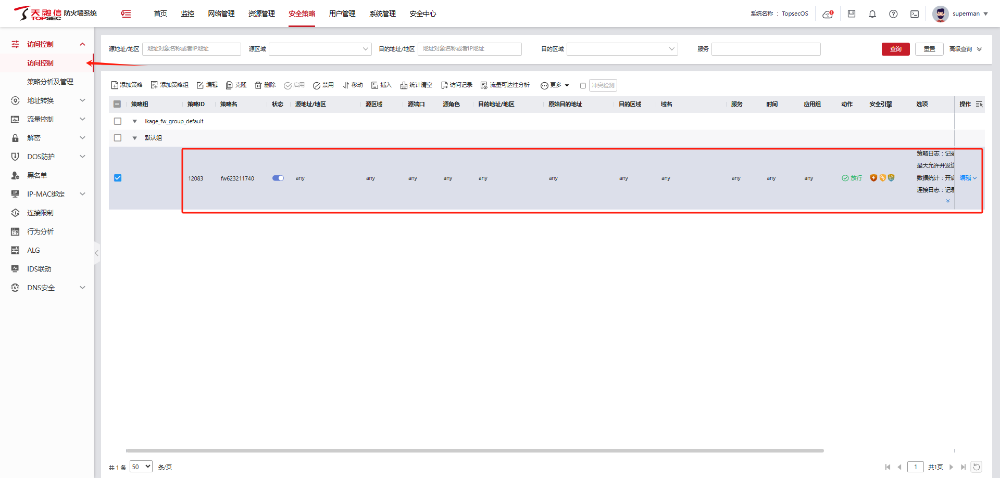 天融信 TOPSEC 防火墙系统
首页 监控 网络管理 资源管理 安全策略 用户管理 系统管理 安全中心
系统名称 : TopsecOS
superman
访问控制
访问控制
策略分析及管理
地址转换
流量控制
解密
DOS防护
黑名单
IP-MAC绑定
连接限制
行为分析
ALG
IDS联动
DNS安全
源地址/地区 地址对象名称或者IP地址 源区域 目的地址/地区 地址对象名称或者IP地址 目的区域 服务 查询 重置 高级查询
添加策略 添加策略组 编辑 克隆 删除 启用 禁用 移动 插入 统计清空 访问记录 流量可达性分析 更多 冲突检测
策略组 策略ID 策略名 状态 源地址/地区 源区域 源端口 源角色 目的地址/地区 原始目的地址 目的区域 域名 服务 时间 应用组 动作 安全引擎 选项 操作
lkage_fw_group_default
默认组
12083 fw623211740 any any any any any any any any any any any 放行
策略日志：记录
最大允许并发连
数据统计：开启
连接日志：记录
编辑
共 1 条 50 条/页
1 共1页